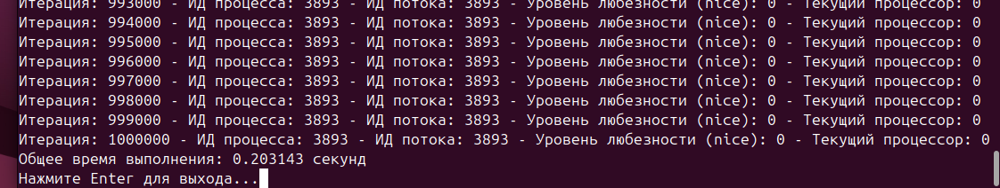 Итерация: 993000 - ИД процесса: 3893 - ИД потока: 3893 - Уровень любезности (nice): 0 - Текущий процессор: 0
Итерация: 994000 - ИД процесса: 3893 - ИД потока: 3893 - Уровень любезности (nice): 0 - Текущий процессор: 0
Итерация: 995000 - ИД процесса: 3893 - ИД потока: 3893 - Уровень любезности (nice): 0 - Текущий процессор: 0
Итерация: 996000 - ИД процесса: 3893 - ИД потока: 3893 - Уровень любезности (nice): 0 - Текущий процессор: 0
Итерация: 997000 - ИД процесса: 3893 - ИД потока: 3893 - Уровень любезности (nice): 0 - Текущий процессор: 0
Итерация: 998000 - ИД процесса: 3893 - ИД потока: 3893 - Уровень любезности (nice): 0 - Текущий процессор: 0
Итерация: 999000 - ИД процесса: 3893 - ИД потока: 3893 - Уровень любезности (nice): 0 - Текущий процессор: 0
Итерация: 1000000 - ИД процесса: 3893 - ИД потока: 3893 - Уровень любезности (nice): 0 - Текущий процессор: 0
Общее время выполнения: 0.203143 секунд
Нажмите Enter для выхода...